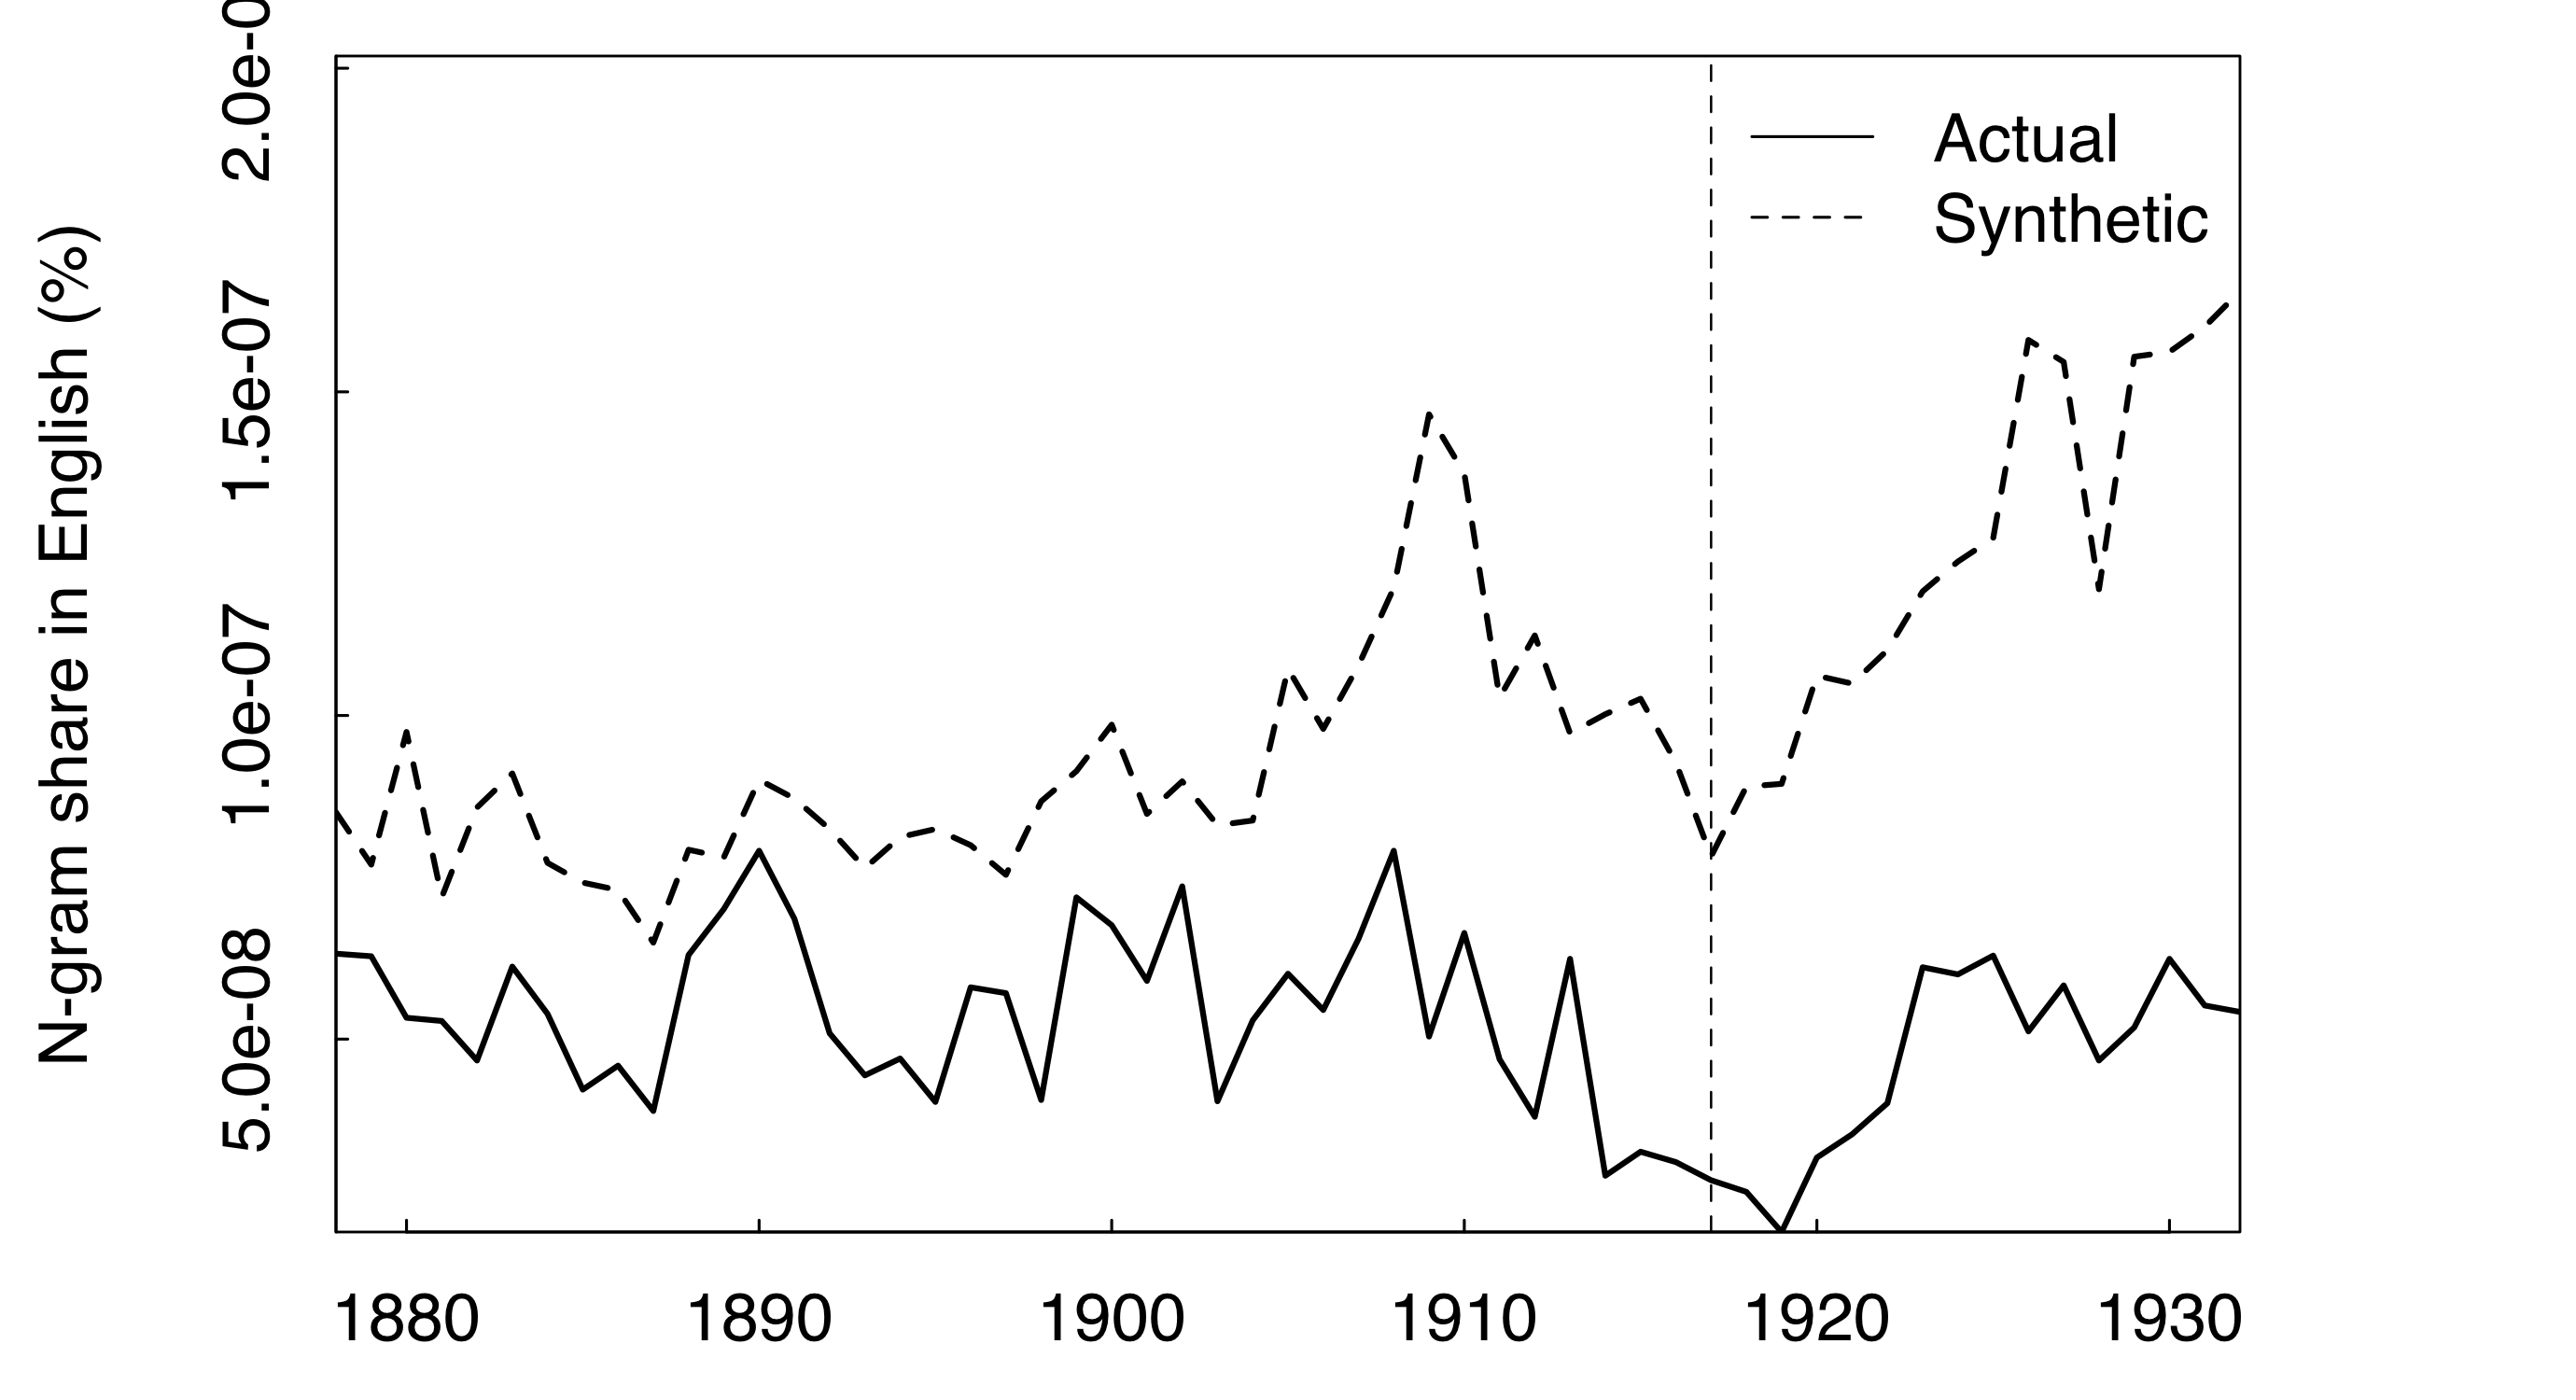 N-gram share in English (%)
2.0e-0
1.5e-07
1.0e-07
5.0e-08
Actual
Synthetic
1880 1890 1900 1910 1920 1930